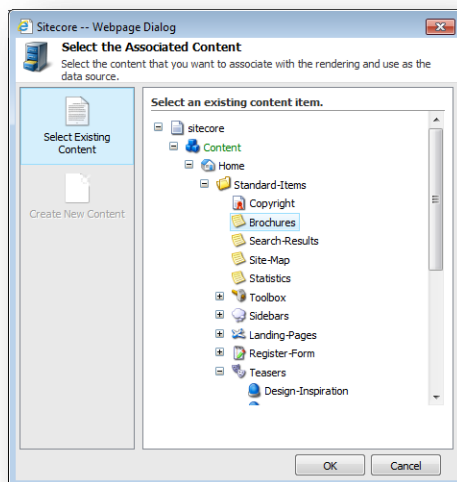 Sitecore -- Webpage Dialog
Select the Associated Content
Select the content that you want to associate with the rendering and use as the
data source.
Select Existing
Content
Create New Content
Select an existing content item.
sitecore
Content
Home
Standard-Items
Copyright
Brochures
Search-Results
Site-Map
Statistics
Toolbox
Sidebars
Landing-Pages
Register-Form
Teasers
Design-Inspiration
OK
Cancel